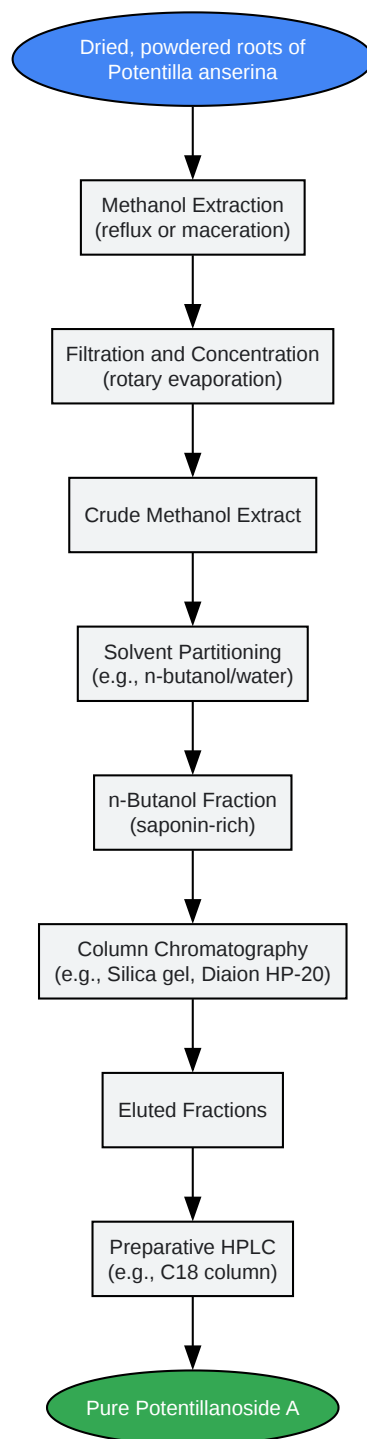 Dried, powdered roots of
Potentilla anserina
Methanol Extraction
(reflux or maceration)
Filtration and Concentration
(rotary evaporation)
Crude Methanol Extract
Solvent Partitioning
(e.g., n-butanol/water)
n-Butanol Fraction
(saponin-rich)
Column Chromatography
(e.g., Silica gel, Diaion HP-20)
Eluted Fractions
Preparative HPLC
(e.g., C18 column)
Pure Potentillanoside A